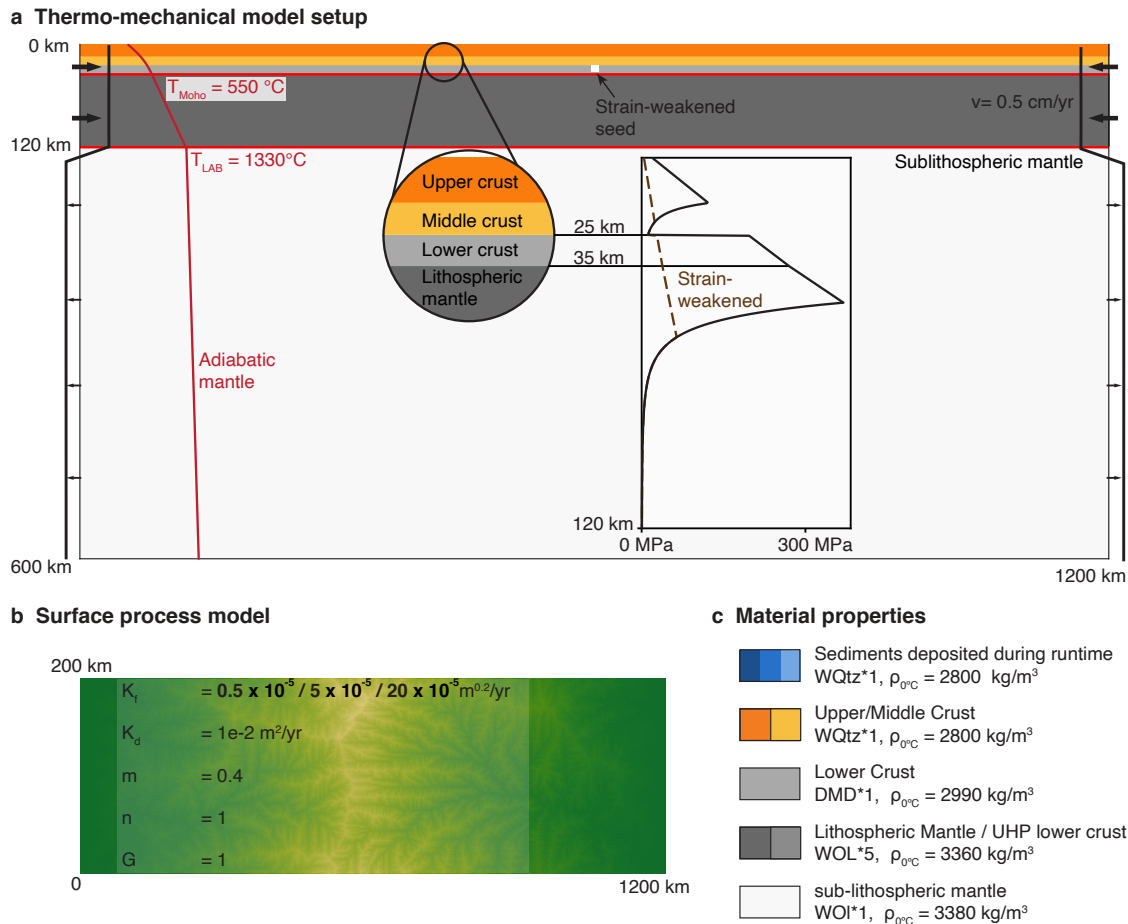 a Thermo-mechanical model setup
0 km
T_Moho = 550 °C
Strain-weakened
seed
v= 0.5 cm/yr
120 km
T_LAB = 1330°C
Sublithospheric mantle
Upper crust
Middle crust
Lower crust
Lithospheric
mantle
25 km
35 km
Strain-
weakened
Adiabatic
mantle
120 km
0 MPa
300 MPa
600 km
1200 km
b Surface process model
200 km
K_f = 0.5 x 10^-5 / 5 x 10^-5 / 20 x 10^-5 m^0.2/yr
K_d = 1e-2 m²/yr
m = 0.4
n = 1
G = 1
0
1200 km
c Material properties
Sediments deposited during runtime
WQtz*1, ρ_0°C = 2800 kg/m³
Upper/Middle Crust
WQtz*1, ρ_0°C = 2800 kg/m³
Lower Crust
DMD*1, ρ_0°C = 2990 kg/m³
Lithospheric Mantle / UHP lower crust
WOL*5, ρ_0°C = 3360 kg/m³
sub-lithospheric mantle
WOl*1, ρ_0°C = 3380 kg/m³